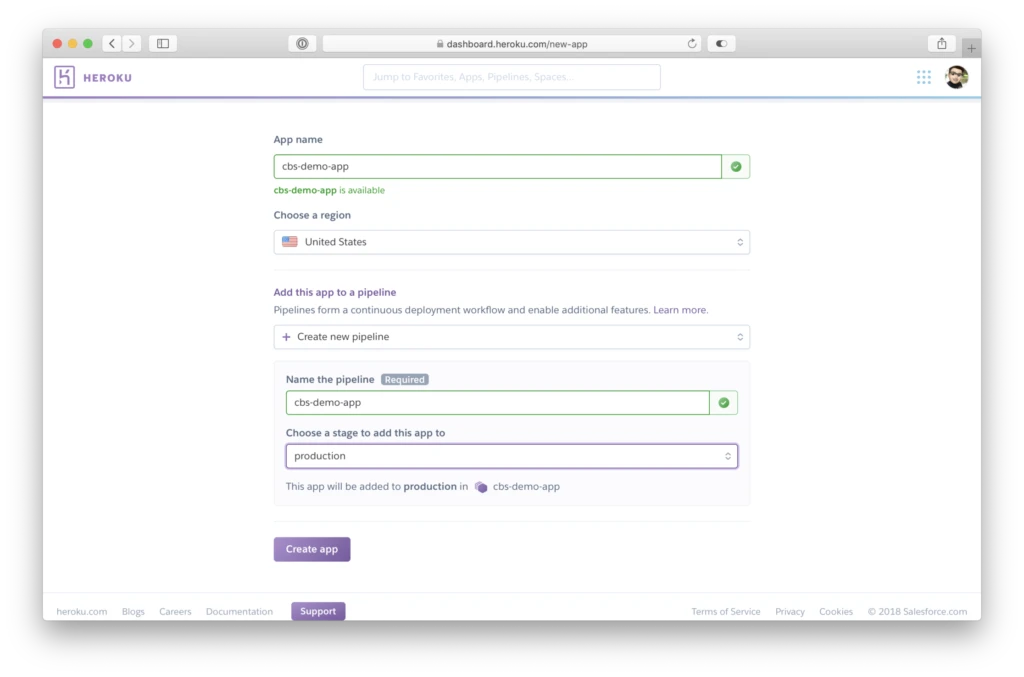 dashboard.heroku.com/new-app
HEROKU
Jump to Favorites, Apps, Pipelines, Spaces...
App name
cbs-demo-app
cbs-demo-app is available
Choose a region
United States
Add this app to a pipeline
Pipelines form a continuous deployment workflow and enable additional features. Learn more.
+ Create new pipeline
Name the pipeline Required
cbs-demo-app
Choose a stage to add this app to
production
This app will be added to production in cbs-demo-app
Create app
heroku.com Blogs Careers Documentation Support Terms of Service Privacy Cookies © 2018 Salesforce.com